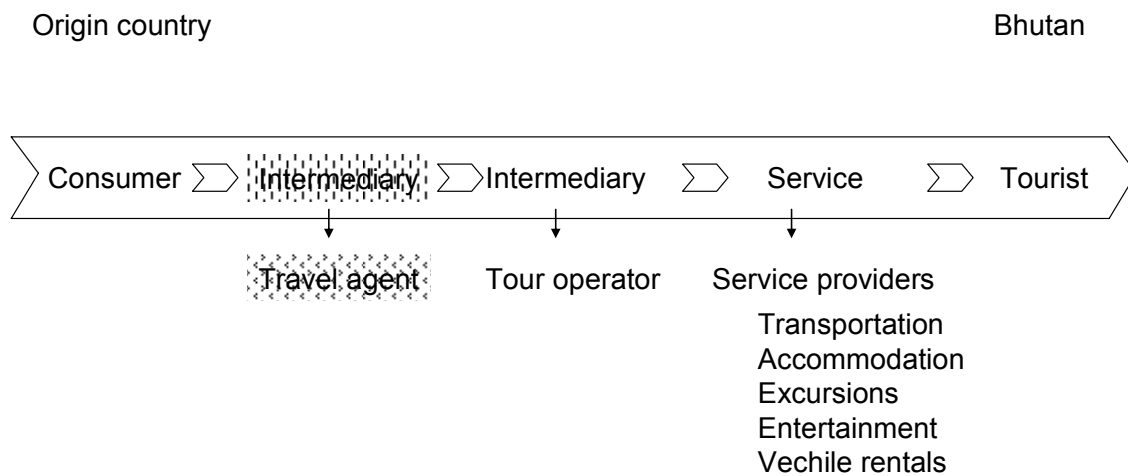 Origin country Bhutan
Consumer Intermediary Intermediary Service Tourist
Travel agent Tour operator Service providers
Transportation
Accommodation
Excursions
Entertainment
Vechile rentals